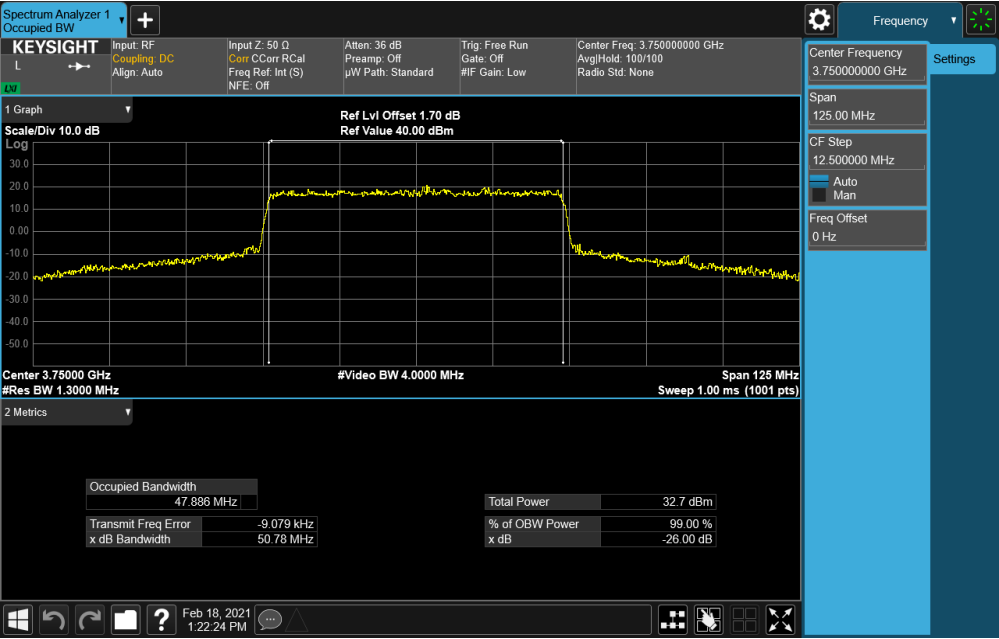 Spectrum Analyzer 1
Occupied BW
+
Frequency
KEYSIGHT
L
LXI
Input: RF
Coupling: DC
Align: Auto
Input Z: 50 Ω
Corr CCorr RCal
Freq Ref: Int (S)
NFE: Off
Atten: 36 dB
Preamp: Off
µW Path: Standard
Trig: Free Run
Gate: Off
#IF Gain: Low
Center Freq: 3.750000000 GHz
Avg|Hold: 100/100
Radio Std: None
Center Frequency
3.750000000 GHz
Settings
Span
125.00 MHz
CF Step
12.500000 MHz
Auto
Man
Freq Offset
0 Hz
1 Graph
Scale/Div 10.0 dB
Ref Lvl Offset 1.70 dB
Ref Value 40.00 dBm
Log
30.0
20.0
10.0
0.00
-10.0
-20.0
-30.0
-40.0
-50.0
Center 3.75000 GHz
#Video BW 4.0000 MHz
Span 125 MHz
#Res BW 1.3000 MHz
Sweep 1.00 ms (1001 pts)
2 Metrics
Occupied Bandwidth
47.886 MHz
Total Power 32.7 dBm
Transmit Freq Error -9.079 kHz
% of OBW Power 99.00 %
x dB Bandwidth 50.78 MHz
x dB -26.00 dB
?
Feb 18, 2021
1:22:24 PM